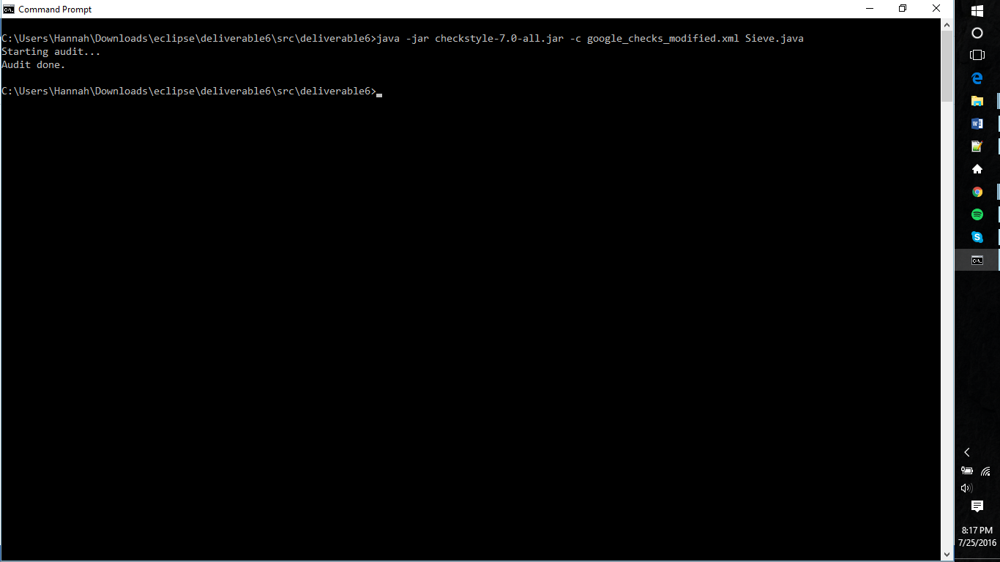 Command Prompt
C:\Users\Hannah\Downloads\eclipse\deliverable6\src\deliverable6>java -jar checkstyle-7.0-all.jar -c google_checks_modified.xml Sieve.java
Starting audit...
Audit done.
C:\Users\Hannah\Downloads\eclipse\deliverable6\src\deliverable6>
8:17 PM
7/25/2016